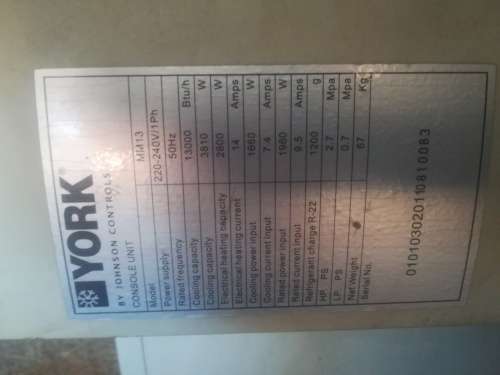 YORK®
BY JOHNSON CONTROLS
CONSOLE UNIT
Model MM13
Power supply 220-240V/1Ph
Rated frequency 50Hz
Cooling capacity 13000 Btu/h
Cooling capacity 3810 W
Electrical heating capacity 2800 W
Electrical heating current 14 Amps
Cooling power input 1660 W
Cooling current input 7.4 Amps
Rated power input 1980 W
Rated current input 9.5 Amps
Refrigerant charge R-22 1200 g
HP PS 2.7 Mpa
LP PS 0.7 Mpa
Net Weight 67 Kg
Serial No.
010103020110810083